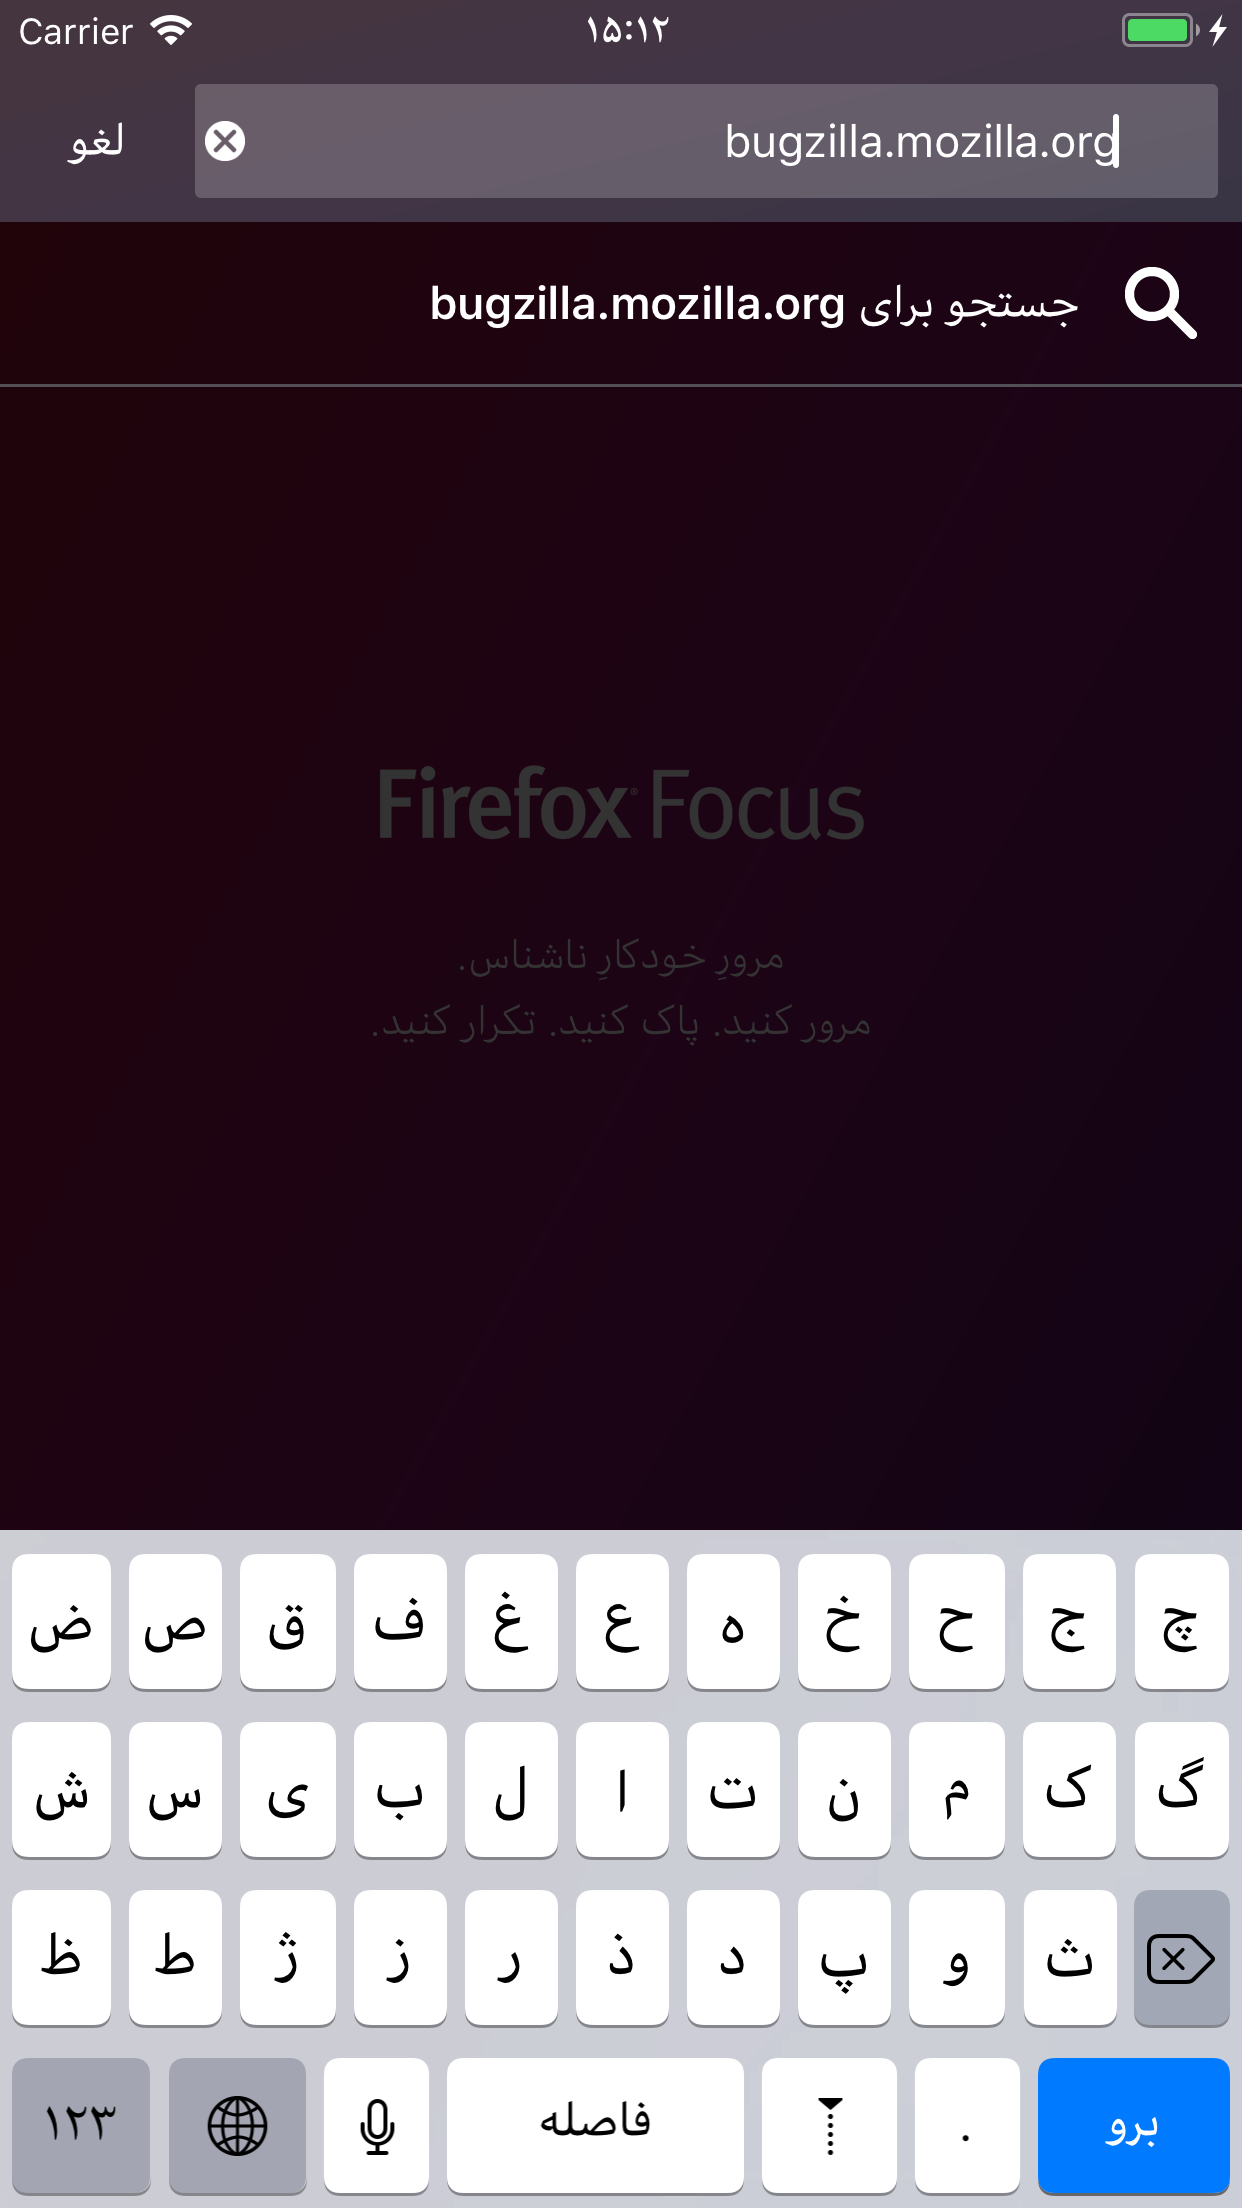 Carrier ۱۵:۱۲
bugzilla.mozilla.org لغو
جستجو برای bugzilla.mozilla.org
Firefox Focus
مرورِ خودکارِ ناشناس.
مرور کنید. پاک کنید. تکرار کنید.
ض ص ق ف غ ع ه خ ح ج چ
ش س ی ب ل ا ت ن م ک گ
ظ ط ژ ز ر ذ د پ و ث
۱۲۳ فاصله . برو